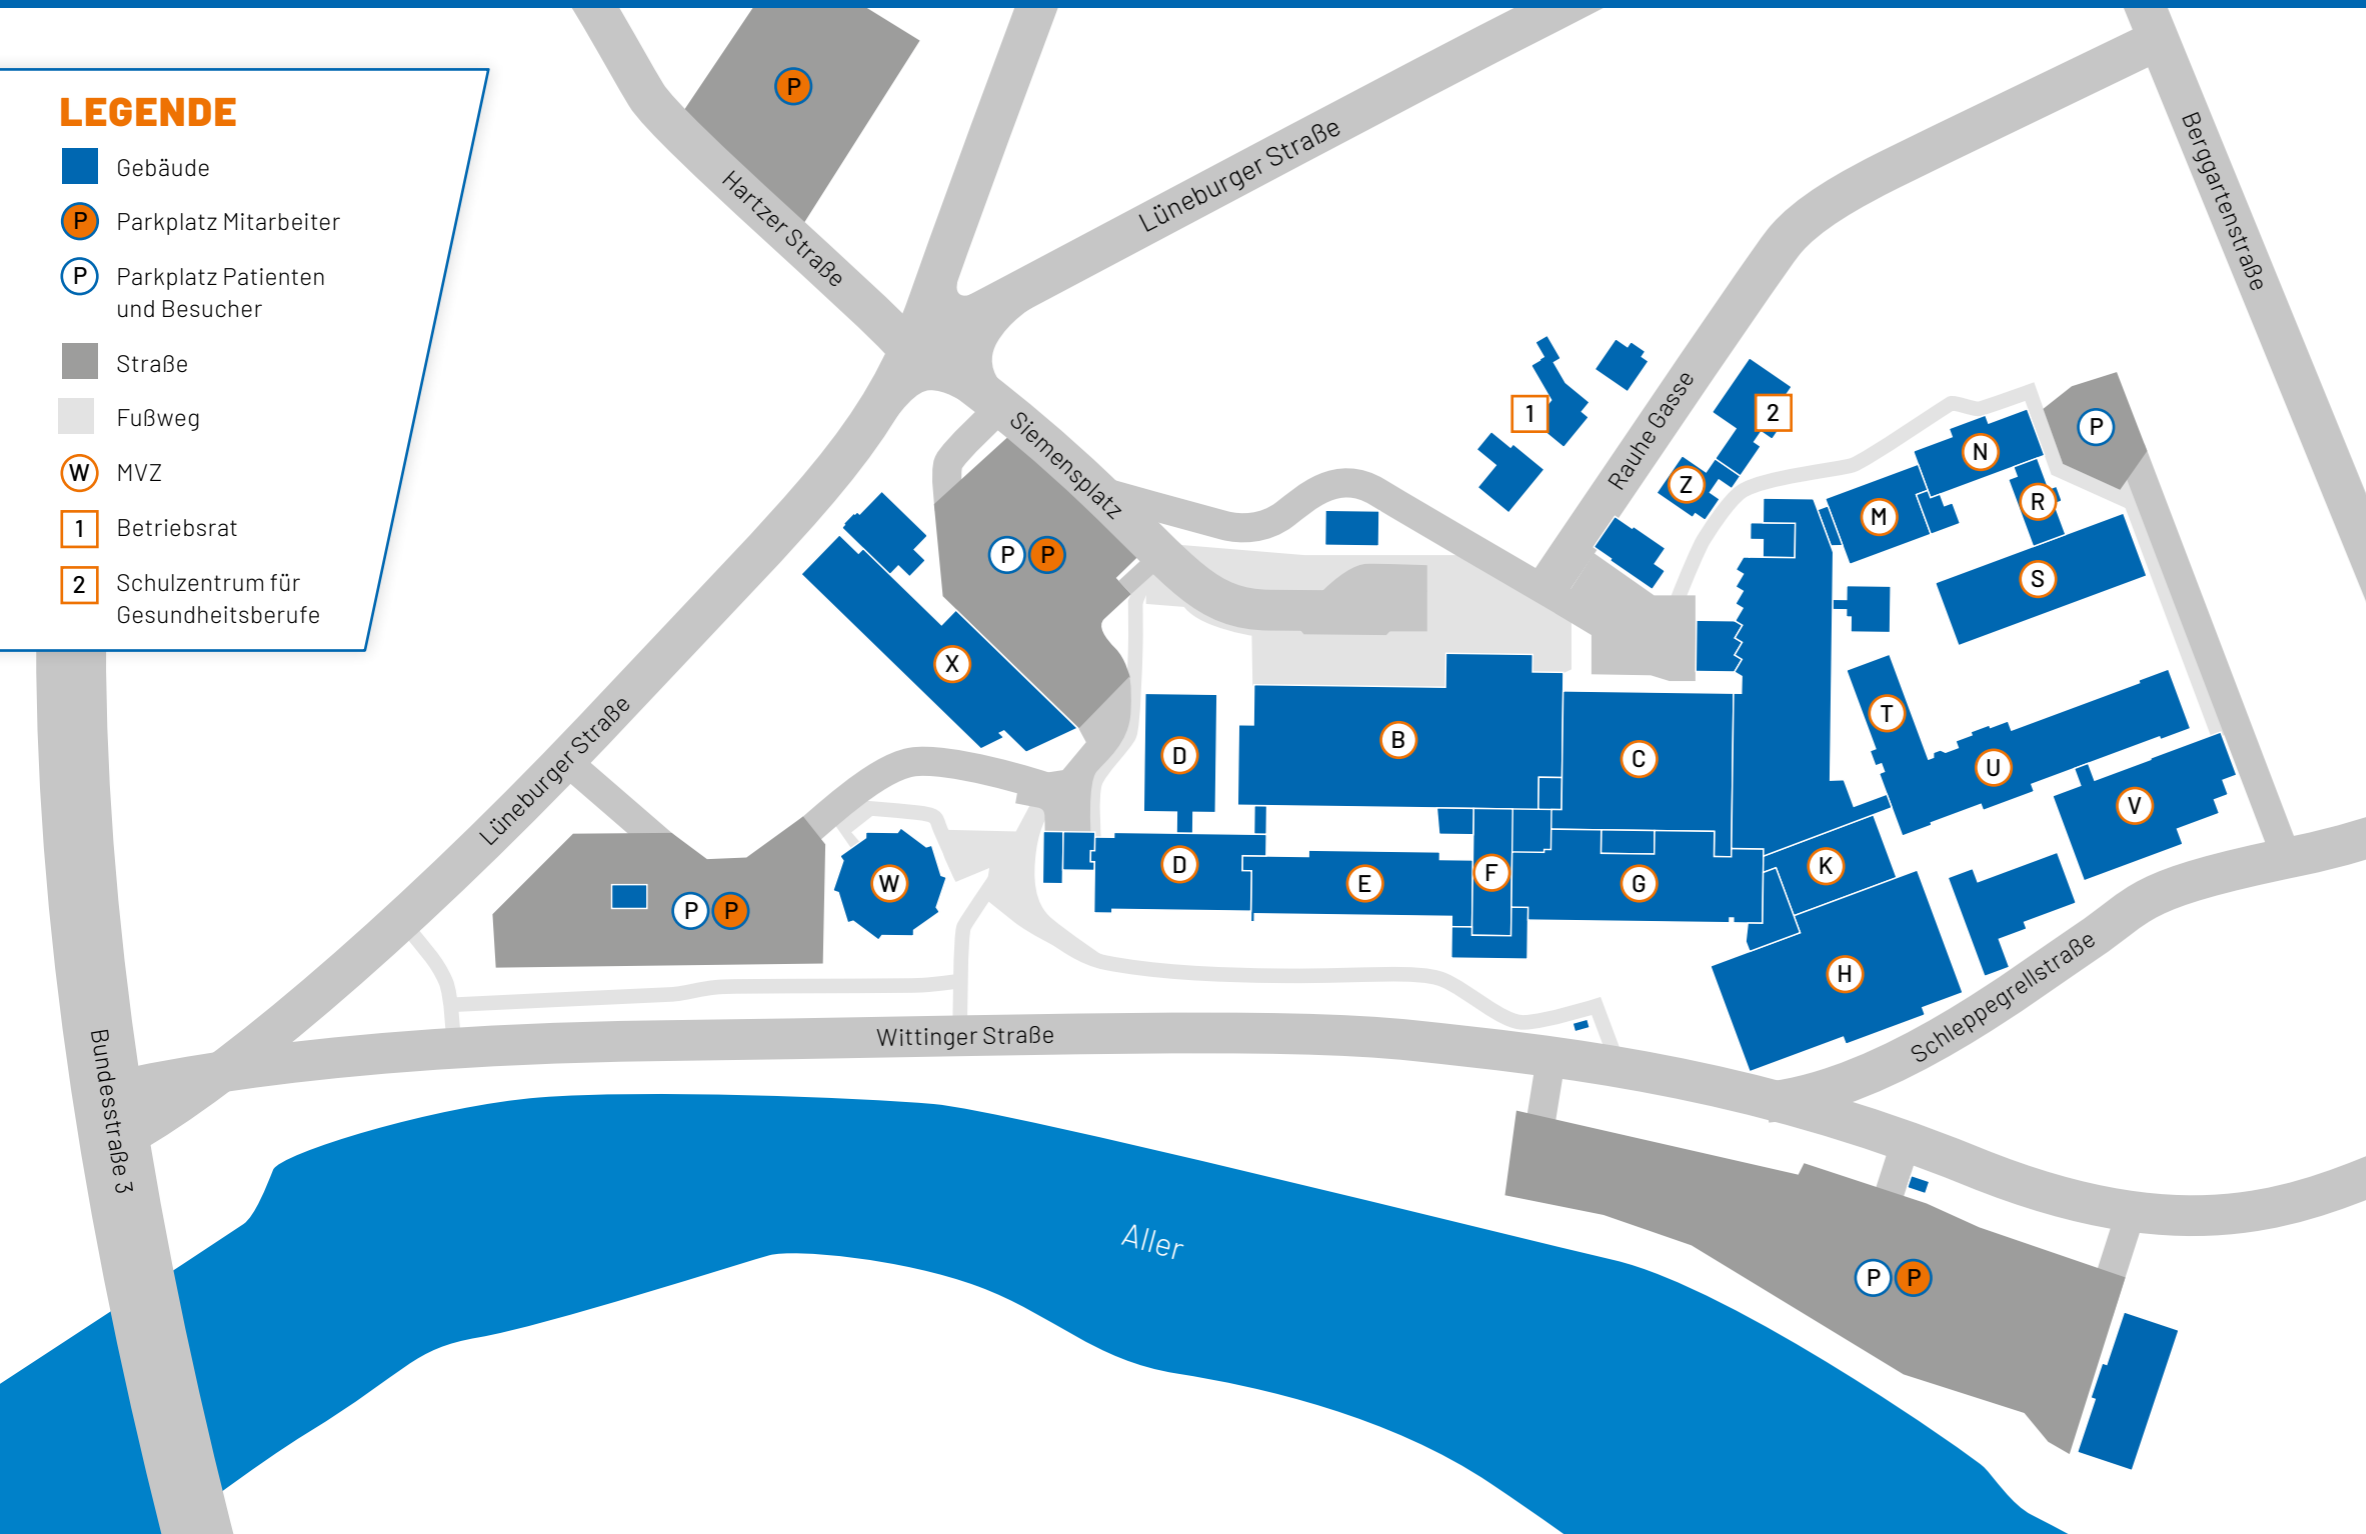 LEGENDE
Gebäude
P Parkplatz Mitarbeiter
P Parkplatz Patienten
und Besucher
Straße
Fußweg
W MVZ
1 Betriebsrat
2 Schulzentrum für
Gesundheitsberufe
P
Hartzer Straße
Lüneburger Straße
Berggartenstraße
Siemensplatz
Rauhe Gasse
1
2
P
N
Z
R
M
P P
S
X
T
B
D
C
U
Lüneburger Straße
V
D
K
F
E
G
W
P P
H
Schleppegrellstraße
Wittinger Straße
Bundesstraße 3
Aller
P P